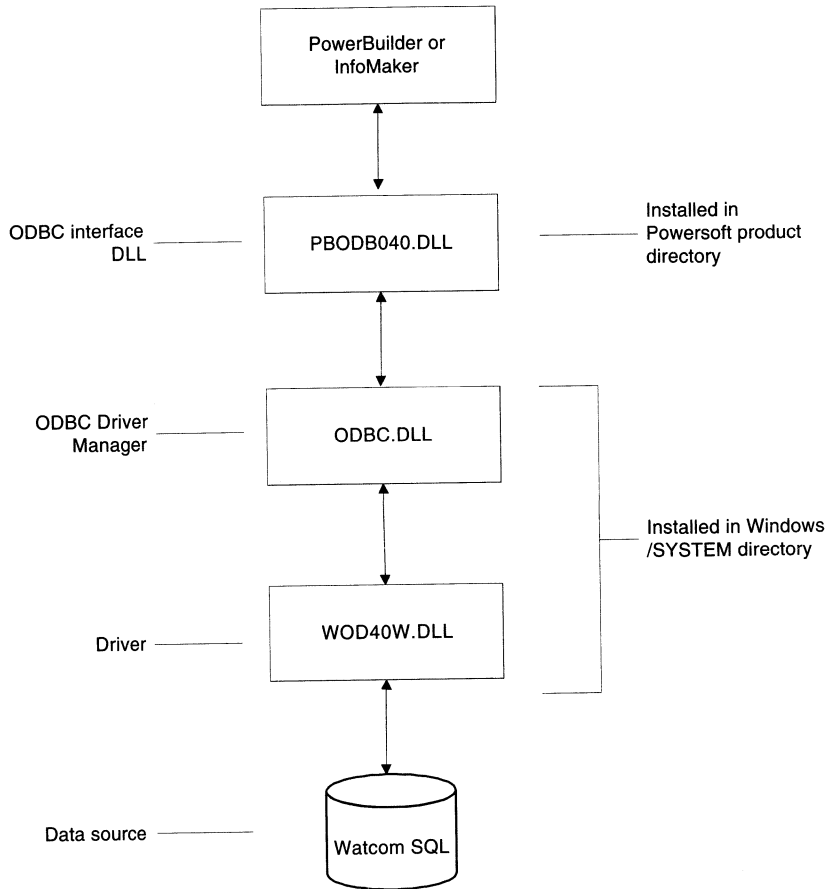 PowerBuilder or
InfoMaker
ODBC interface
DLL
PBODB040.DLL
Installed in
Powersoft product
directory
ODBC Driver
Manager
ODBC.DLL
Installed in Windows
/SYSTEM directory
Driver
WOD40W.DLL
Data source
Watcom SQL